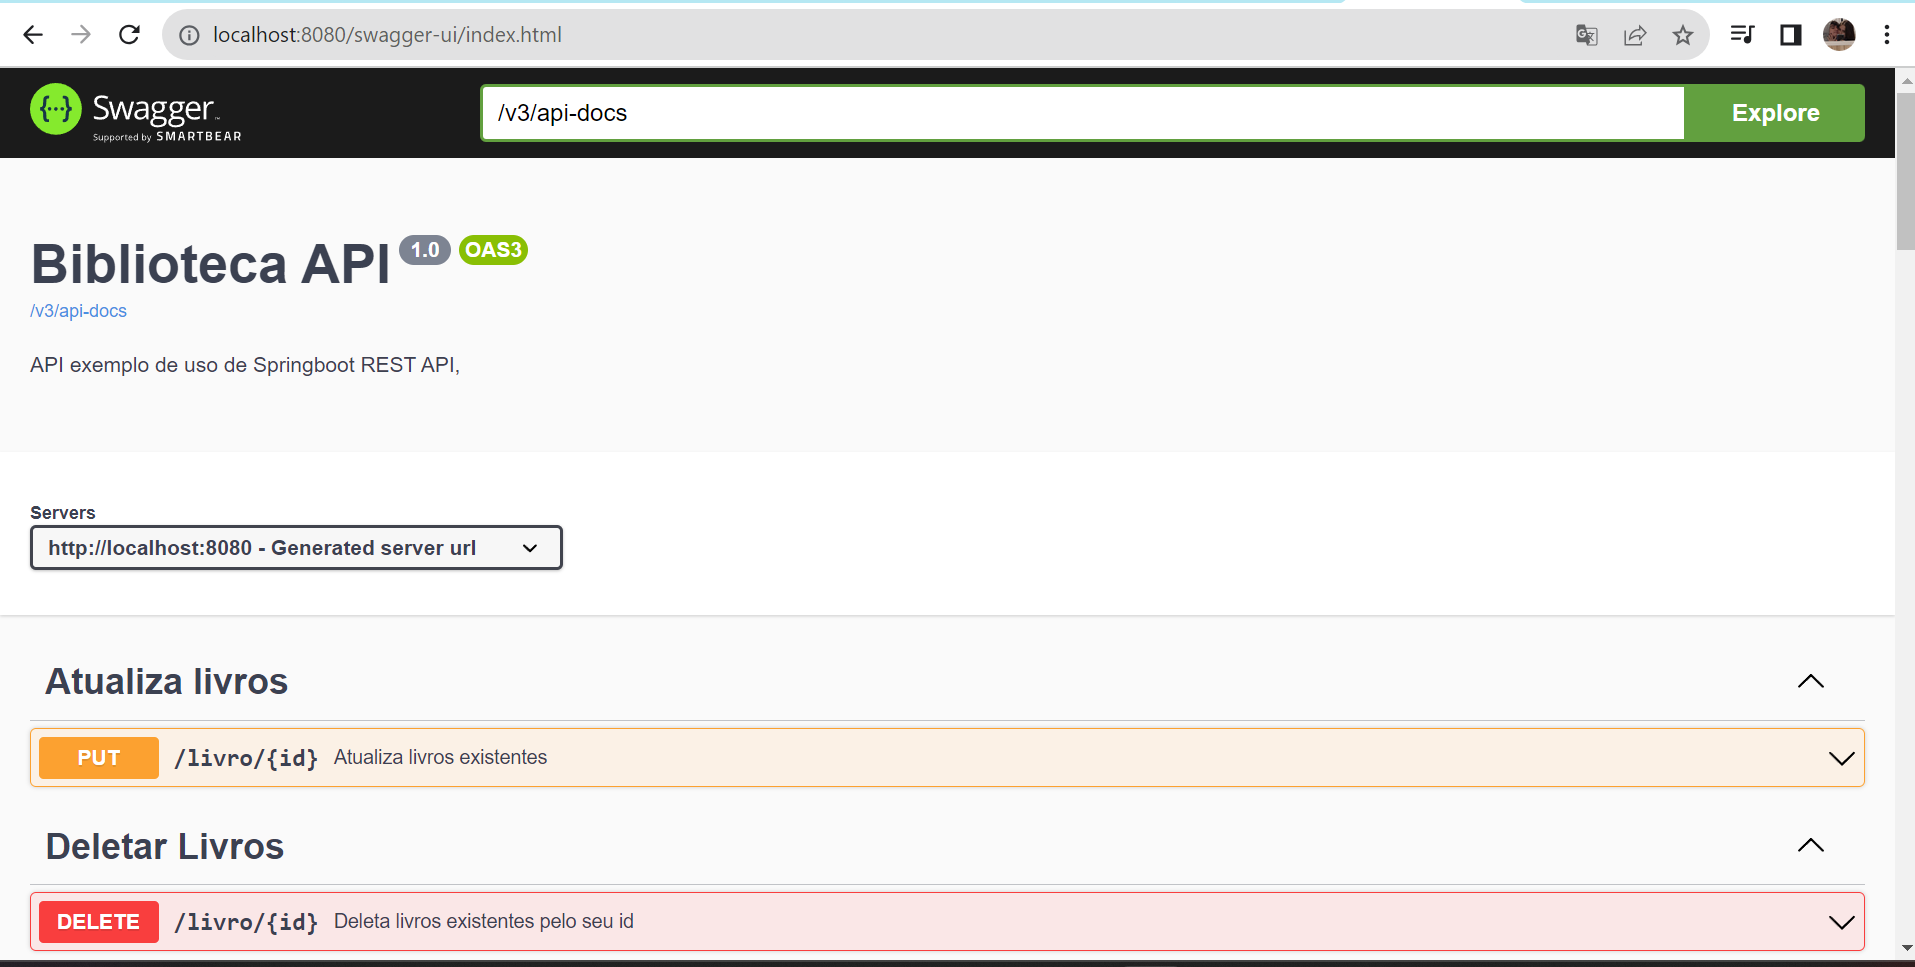 localhost:8080/swagger-ui/index.html
{···} Swagger™
Supported by SMARTBEAR
/v3/api-docs
Explore
Biblioteca API 1.0 OAS3
/v3/api-docs
API exemplo de uso de Springboot REST API,
Servers
http://localhost:8080 - Generated server url
Atualiza livros
PUT /livro/{id} Atualiza livros existentes
Deletar Livros
DELETE /livro/{id} Deleta livros existentes pelo seu id